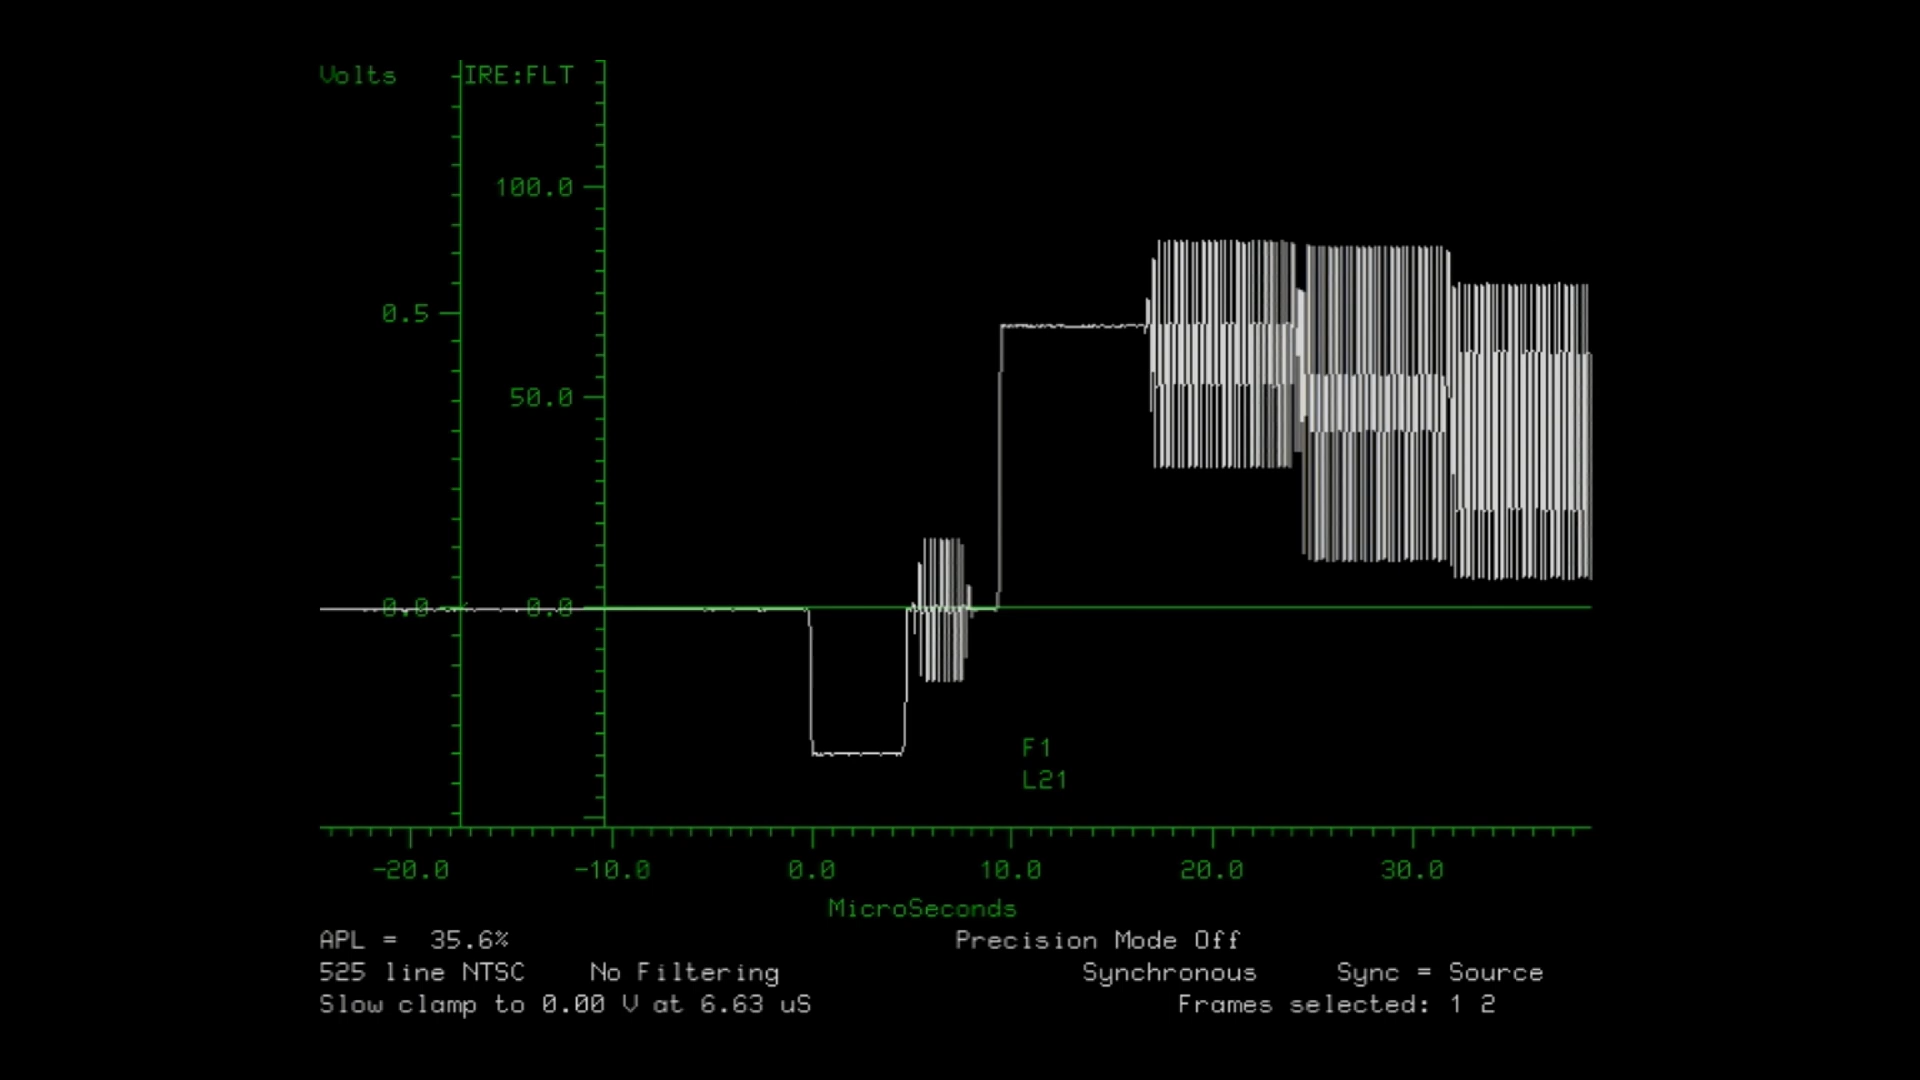 Volts IRE:FLT
100.0
0.5
50.0
0.0 0.0
F1
L21
-20.0 -10.0 0.0 10.0 20.0 30.0
MicroSeconds
APL = 35.6% Precision Mode Off
525 line NTSC No Filtering Synchronous Sync = Source
Slow clamp to 0.00 V at 6.63 uS Frames selected: 1 2